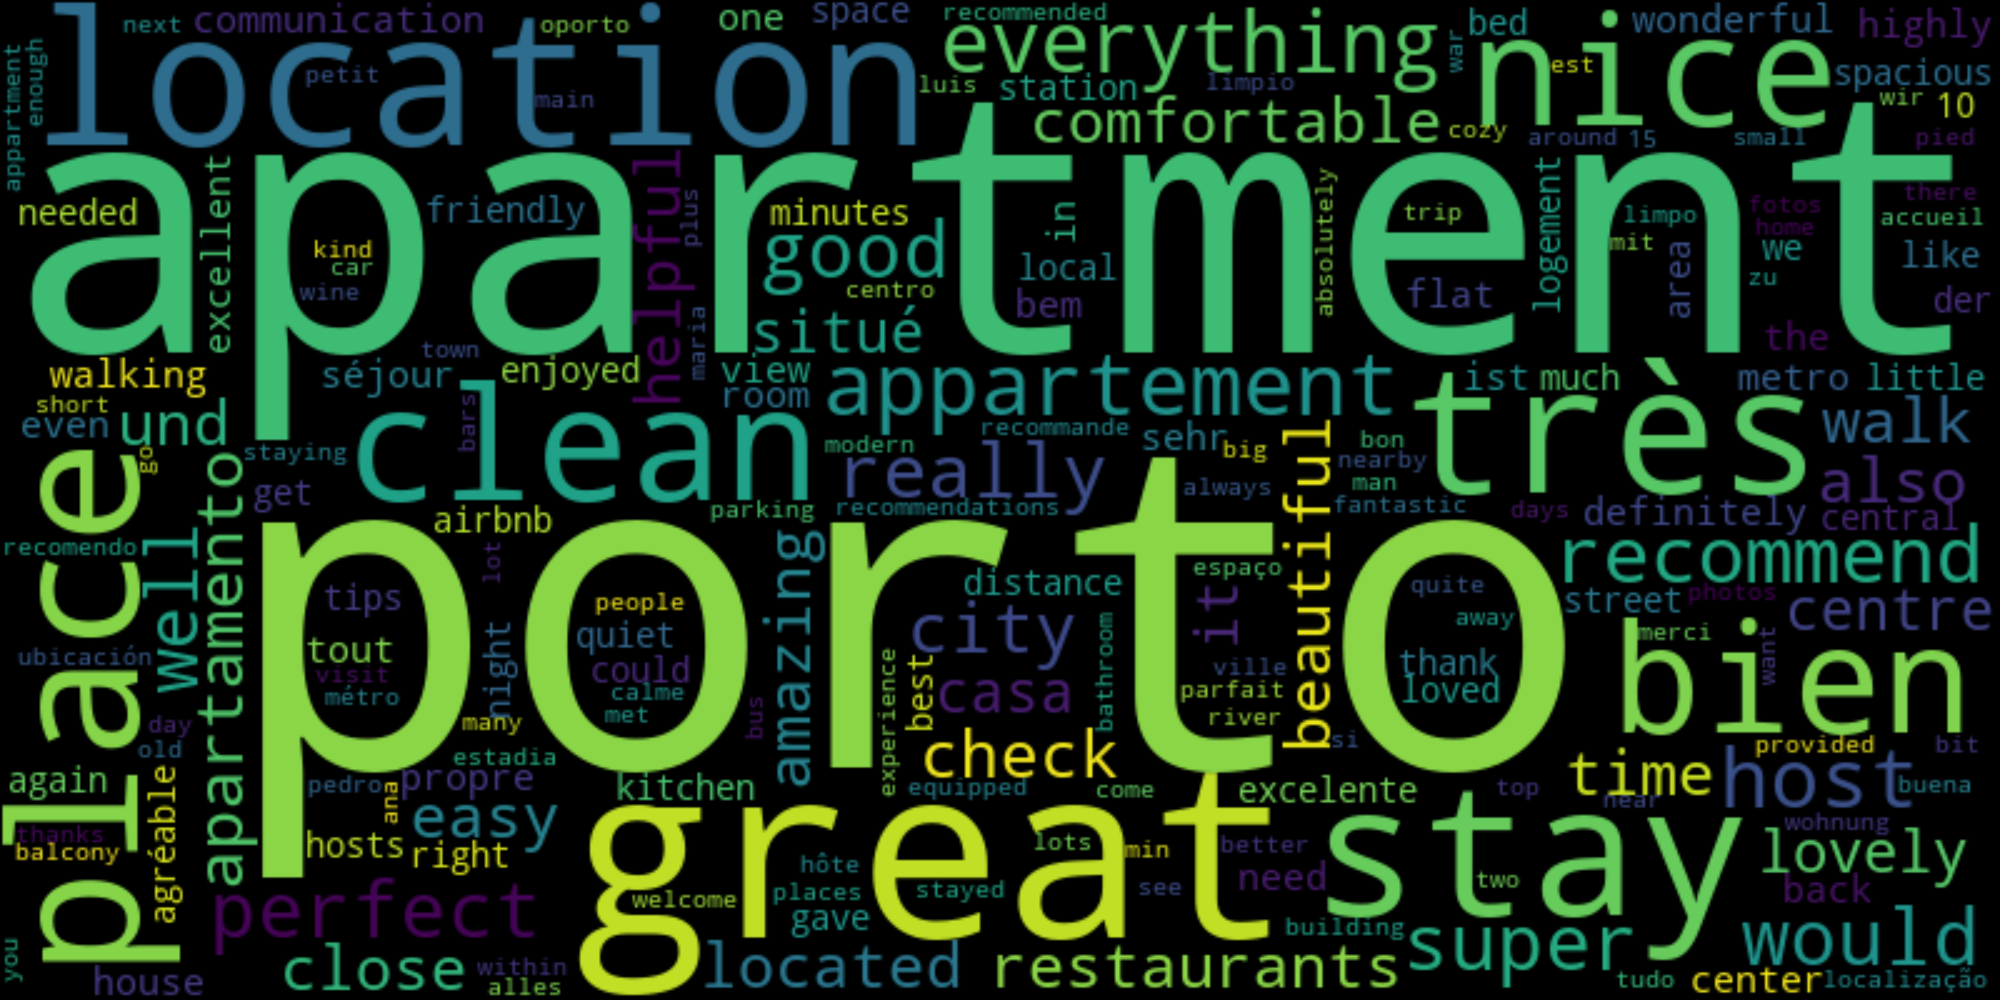 next communication oporto one space recommended everything bed wonderful highly
location nice
appartment enough petit main luis station limpio war est spacious
comfortable cozy around 15 small wir 10 pied
apartment
needed excellent friendly helpful plus minutes in absolutely trip logement limpo fotos there accueil
kind car wine good local flat mit area home we like
centro bem zu der
maria situé the
walking town séjour enjoyed view appartement ist much metro little
short room très
even und bars clean modern recommande sehr big bon walk
go staying really beautiful nearby
get always man also
airbnb parking recommendations fantastic days definitely central
porto
place recomendo well apartamento lot amazing distance espaço recommend
tips people quiet city it quite street photos centre
tout night could bathroom away merci bien
ubicación visit calme experience best ville thank want
métro met casa parfait loved
day many bus river
old estadia check si time provided bit
again agréable pedro ana propre kitchen equipped come excelente top near host buena
thanks easy great stay wohnung
balcony hosts right lots min better lovely
hôte see need two back
perfect welcome places stayed
gave building would
close located restaurants super
you house within alles tudo center localização